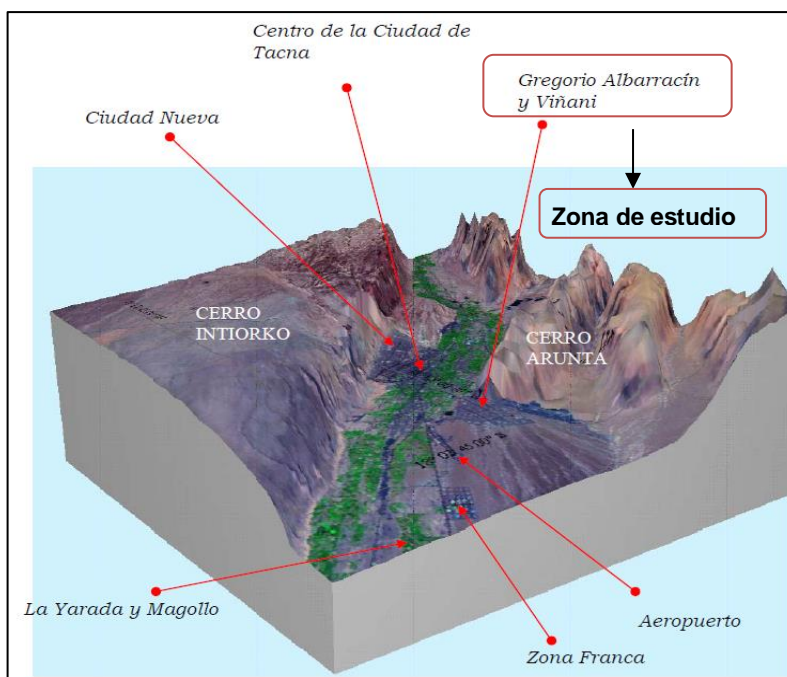 Centro de la Ciudad de
Tacna
Gregorio Albarracín
y Viñani
Ciudad Nueva
Zona de estudio
CERRO
INTIORKO
CERRO
ARUNTA
La Yarada y Magollo
Aeropuerto
Zona Franca